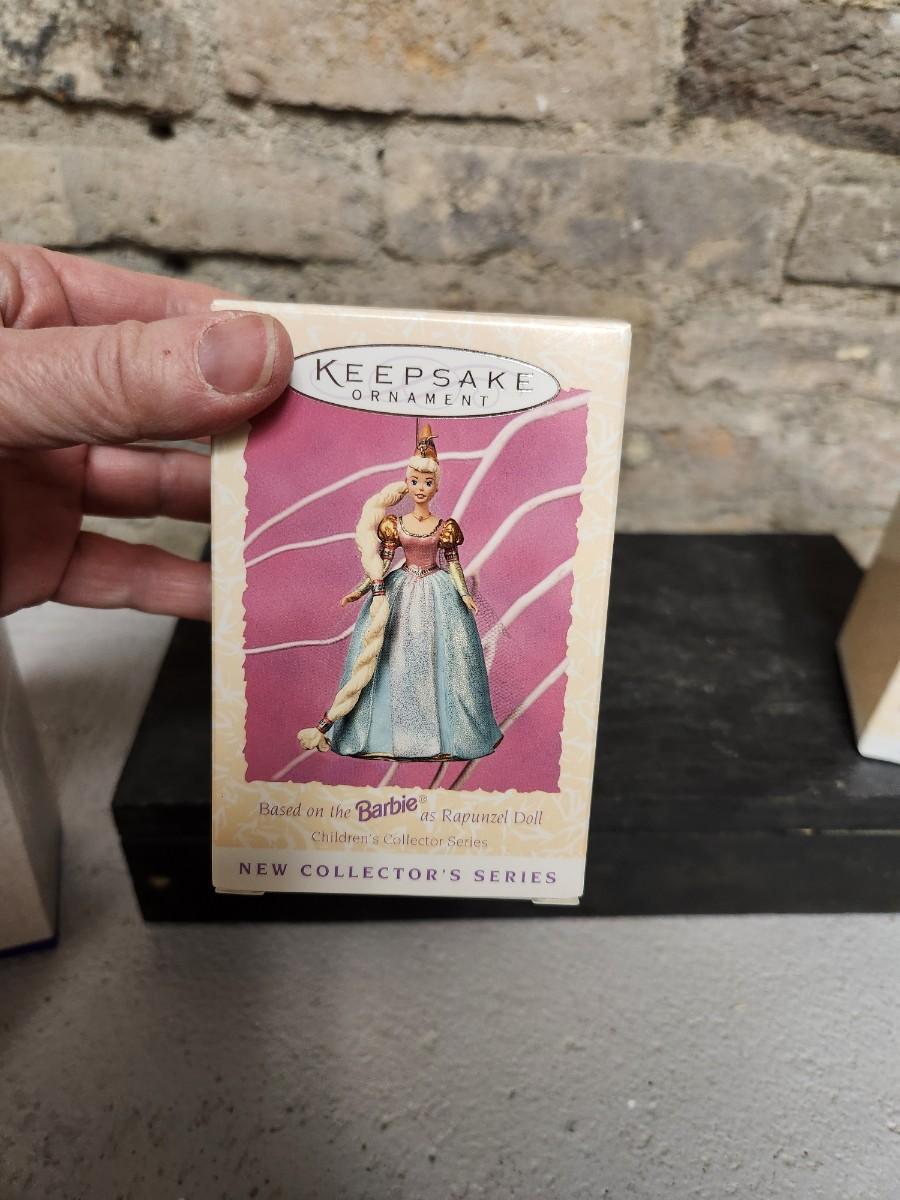 KEEPSAKE
ORNAMENT
Based on the Barbie® as Rapunzel Doll
Children's Collector Series
NEW COLLECTOR'S SERIES